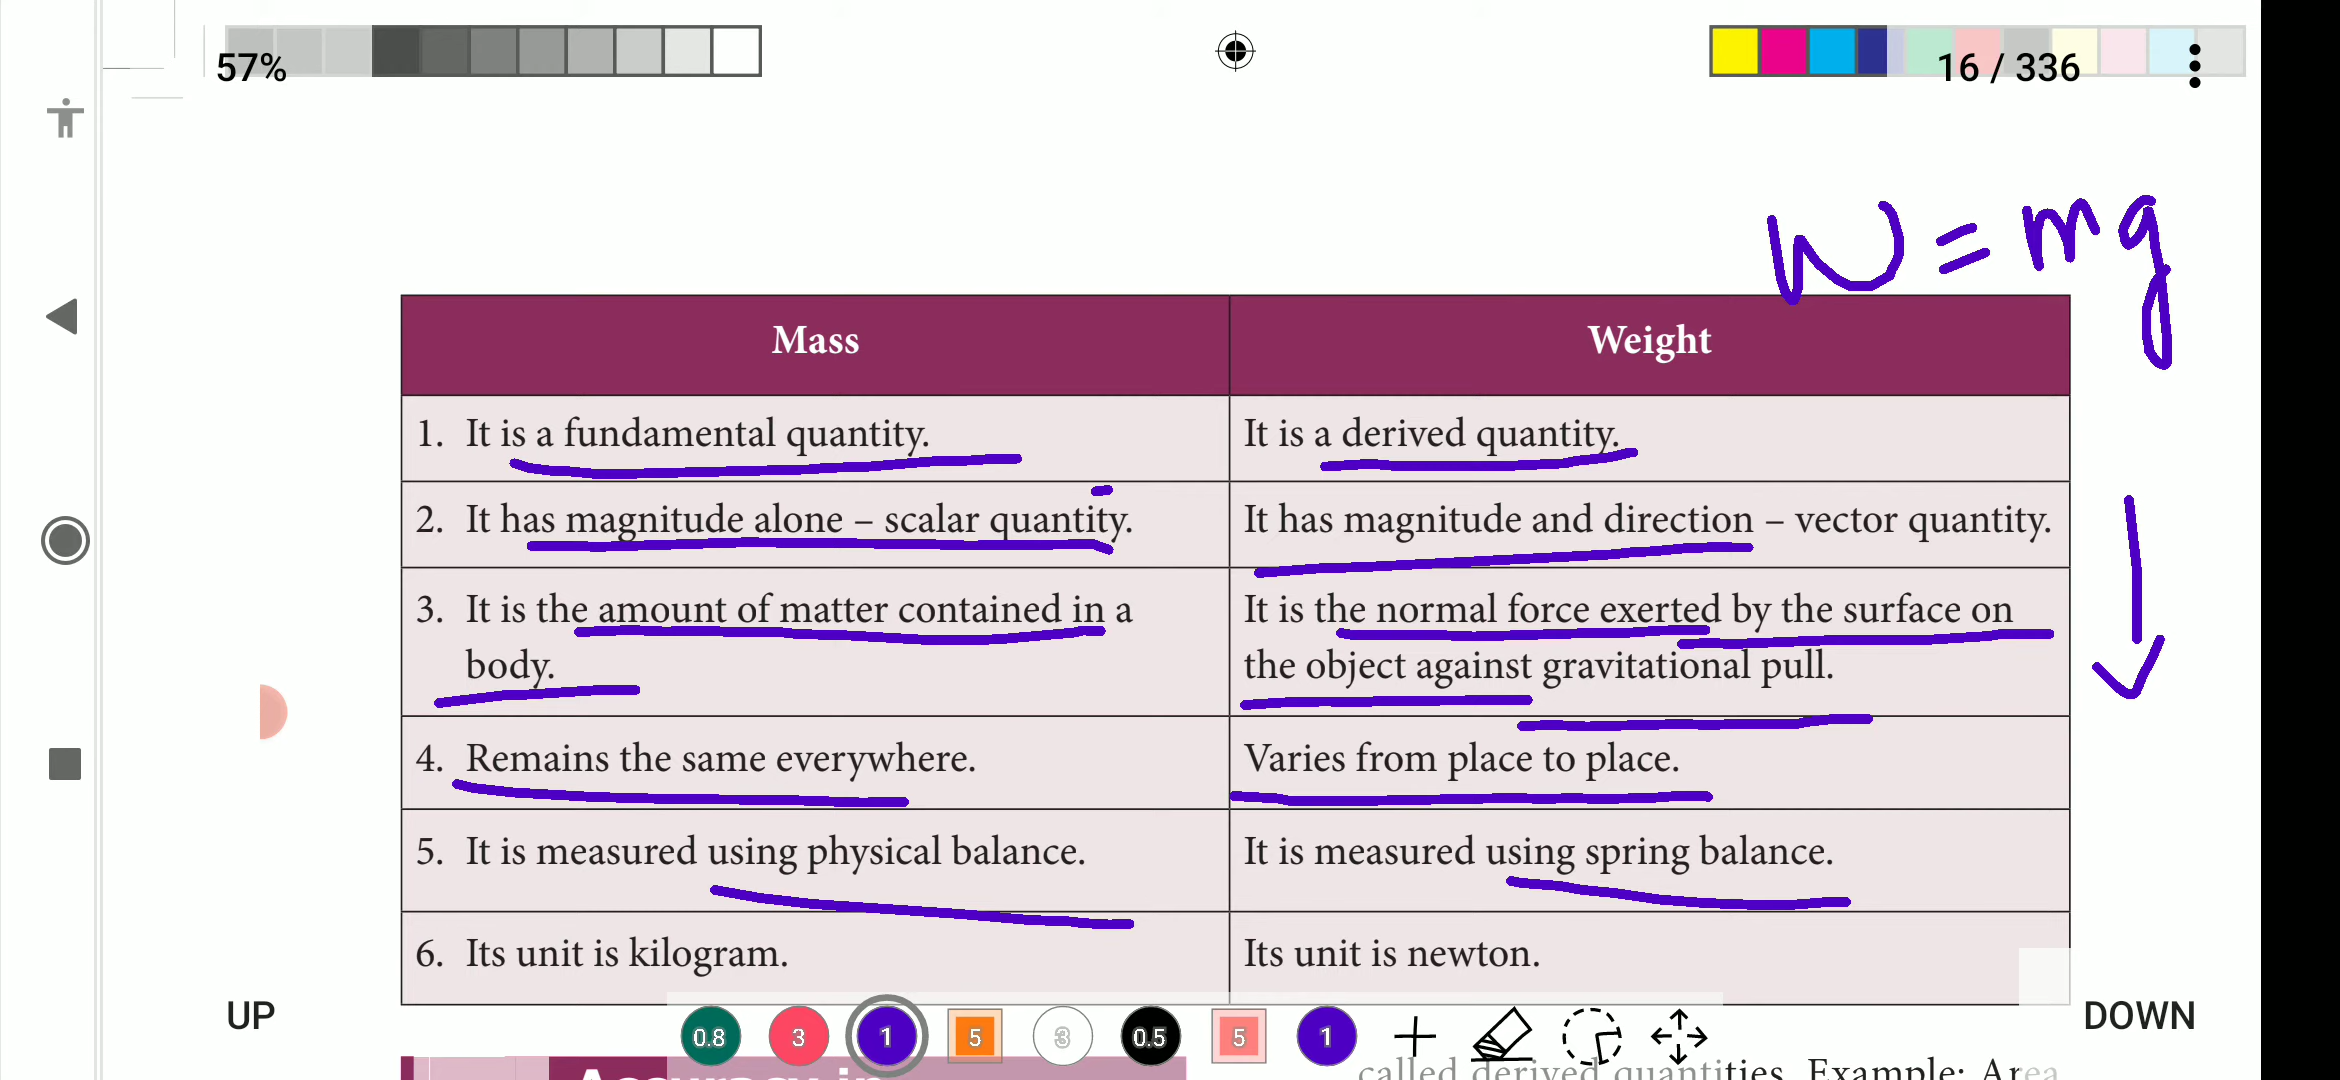 57%
16 / 336
W = mg
Mass
Weight
1. It is a fundamental quantity.
It is a derived quantity.
2. It has magnitude alone – scalar quantity.
It has magnitude and direction – vector quantity.
3. It is the amount of matter contained in a
body.
It is the normal force exerted by the surface on
the object against gravitational pull.
4. Remains the same everywhere.
Varies from place to place.
5. It is measured using physical balance.
It is measured using spring balance.
6. Its unit is kilogram.
Its unit is newton.
UP
0.8
3
1
5
3
0.5
5
1
DOWN
Accuracy in
called derived quantities. Example: Area